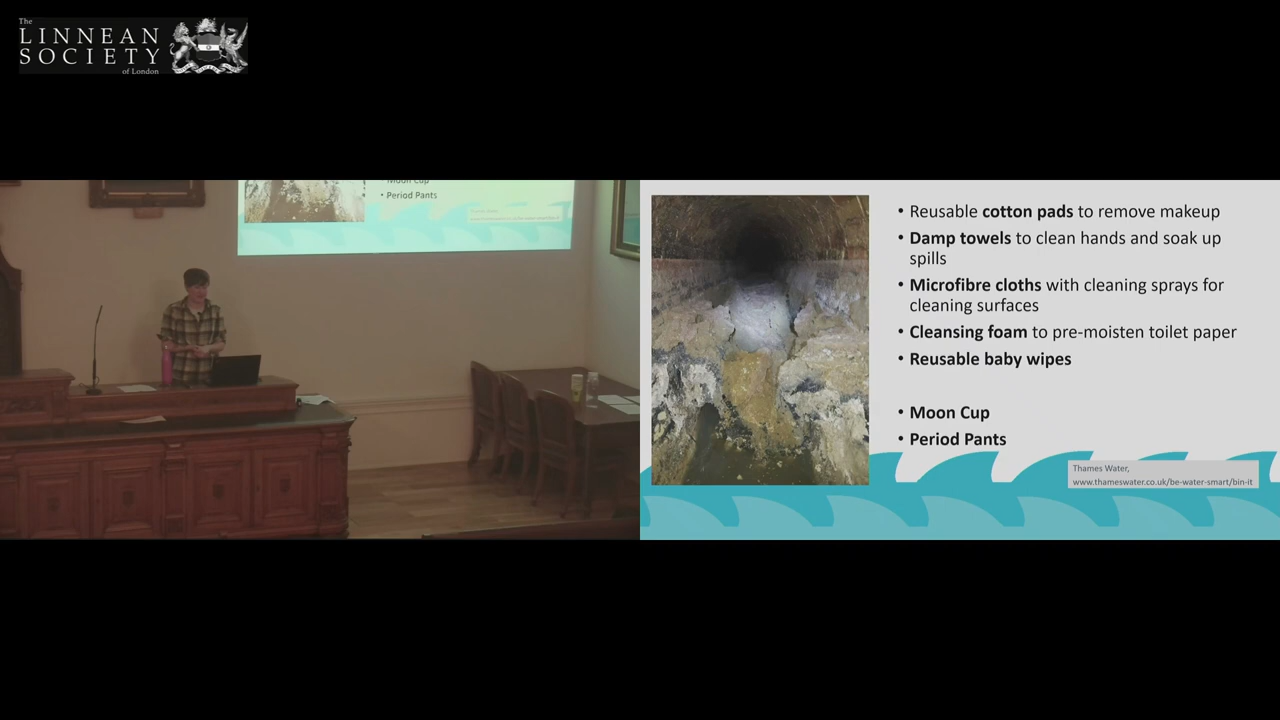 The
LINNEAN
SOCIETY
of London
Moon Cup
• Period Pants
• Reusable cotton pads to remove makeup
• Damp towels to clean hands and soak up
spills
• Microfibre cloths with cleaning sprays for
cleaning surfaces
• Cleansing foam to pre-moisten toilet paper
• Reusable baby wipes
• Moon Cup
• Period Pants
Thames Water,
www.thameswater.co.uk/be-water-smart/bin-it